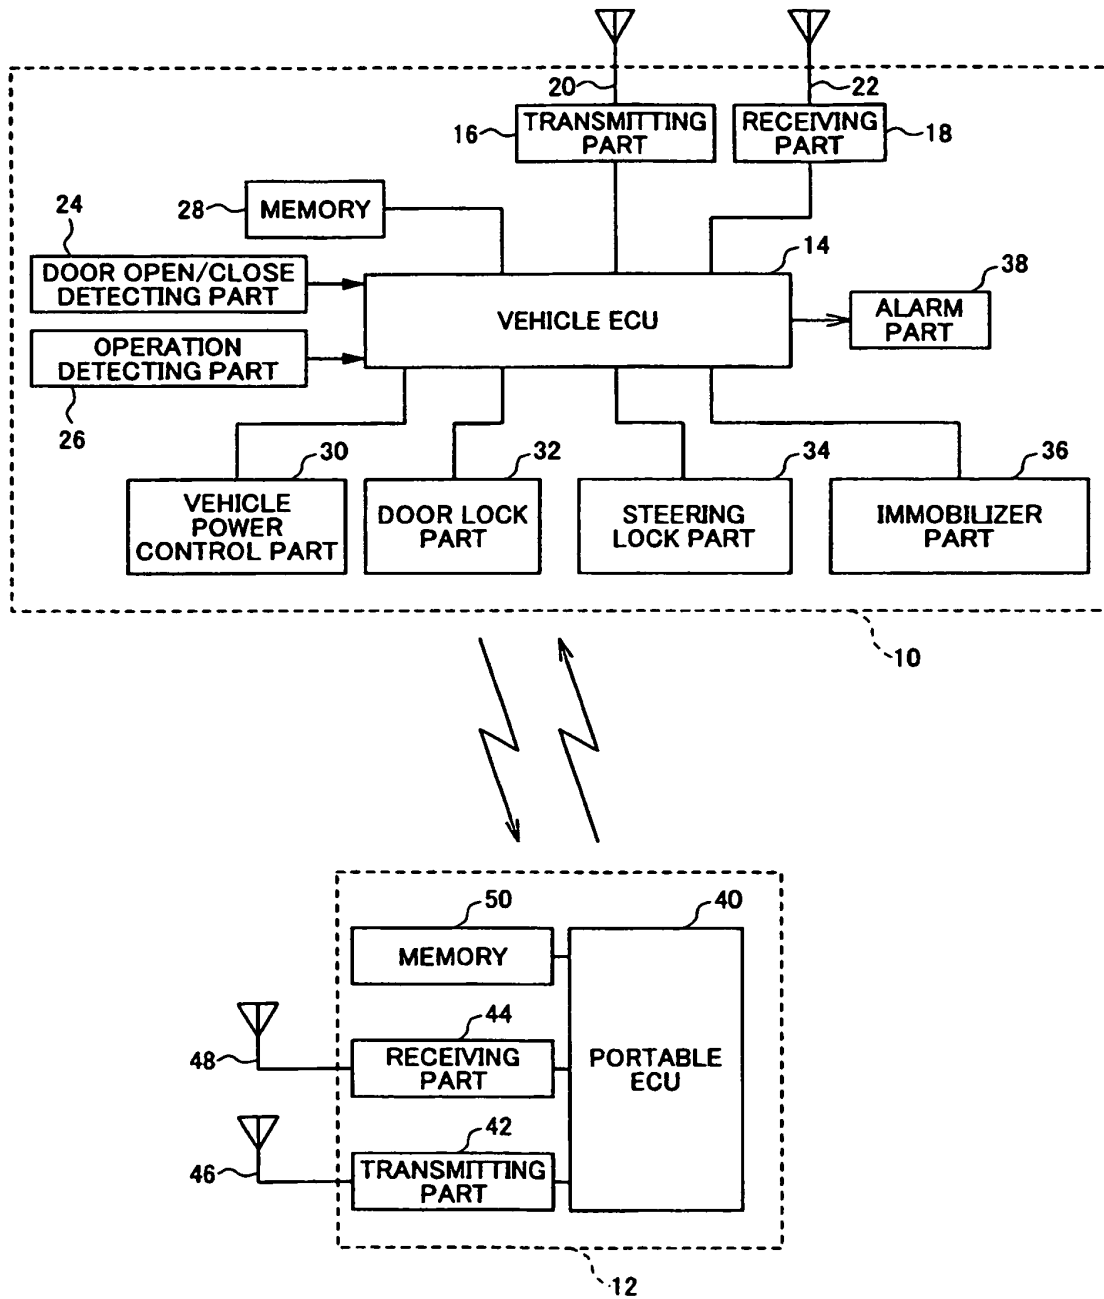 20
22
16
TRANSMITTING
PART
RECEIVING
PART
18
24
28
MEMORY
14
38
DOOR OPEN/CLOSE
DETECTING PART
VEHICLE ECU
ALARM
PART
OPERATION
DETECTING PART
26
30
32
34
36
VEHICLE
POWER
CONTROL PART
DOOR LOCK
PART
STEERING
LOCK PART
IMMOBILIZER
PART
10
50
40
MEMORY
44
48
RECEIVING
PART
PORTABLE
ECU
42
46
TRANSMITTING
PART
12